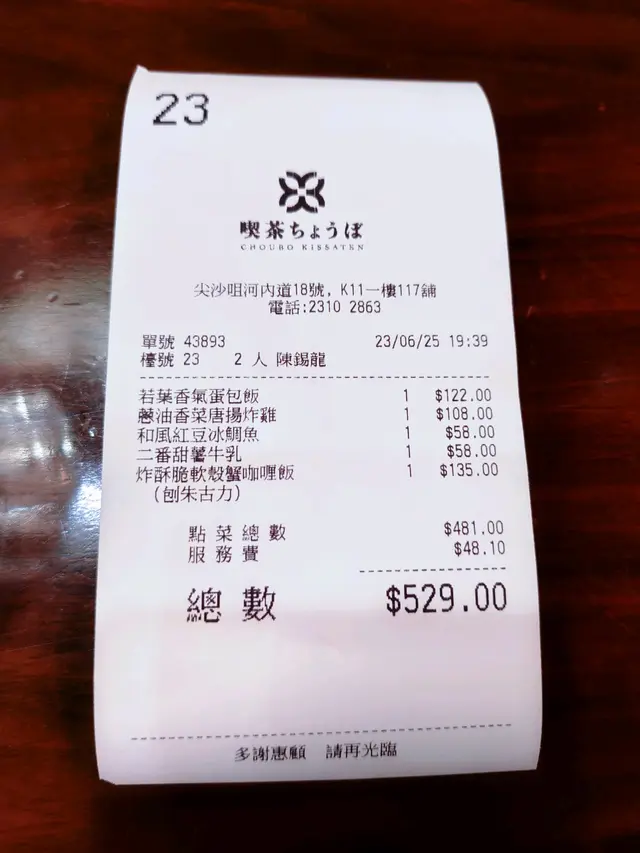 23
喫茶ちょうぼ
CHOUBO KISSATEN
尖沙咀河內道18號, K11一樓117舖
電話:2310 2863
單號 43893 23/06/25 19:39
檯號 23 2 人 陳錫龍
若葉香氣蛋包飯 1 $122.00
蔥油香菜唐揚炸雞 1 $108.00
和風紅豆冰鯛魚 1 $58.00
二番甜薯牛乳 1 $58.00
炸酥脆軟殼蟹咖喱飯 1 $135.00
(刨朱古力)
點菜總數 $481.00
服務費 $48.10
總數 $529.00
多謝惠顧 請再光臨